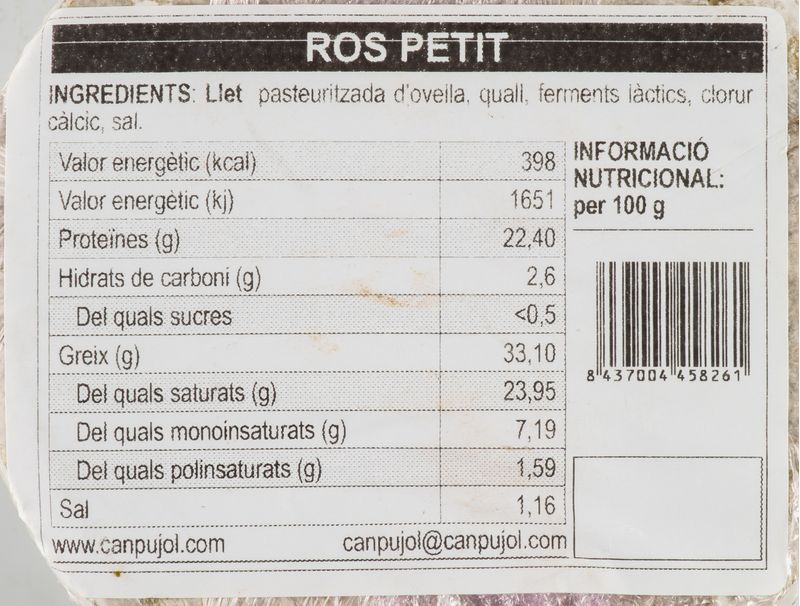 ROS PETIT
INGREDIENTS: Llet pasteuritzada d'ovella, quall, ferments làctics, clorur
càlcic, sal.
INFORMACIÓ
NUTRICIONAL:
per 100 g
Valor energètic (kcal) 398
Valor energètic (kj) 1651
Proteïnes (g) 22,40
Hidrats de carboni (g) 2,6
Del quals sucres <0,5
Greix (g) 33,10
Del quals saturats (g) 23,95
Del quals monoinsaturats (g) 7,19
Del quals polinsaturats (g) 1,59
Sal 1,16
8 437004 458261
www.canpujol.com canpujol@canpujol.com